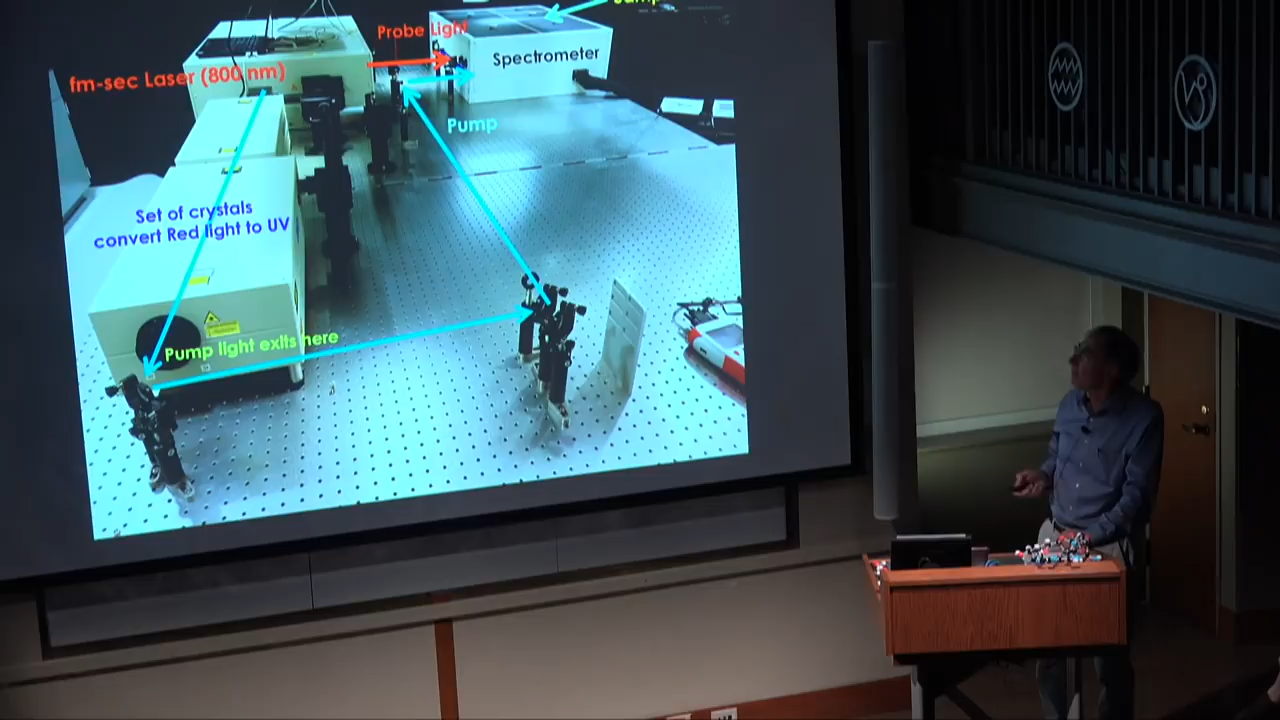 Probe Light
Spectrometer
fm-sec Laser (800 nm)
Pump
Set of crystals
convert Red light to UV
Pump light exits here